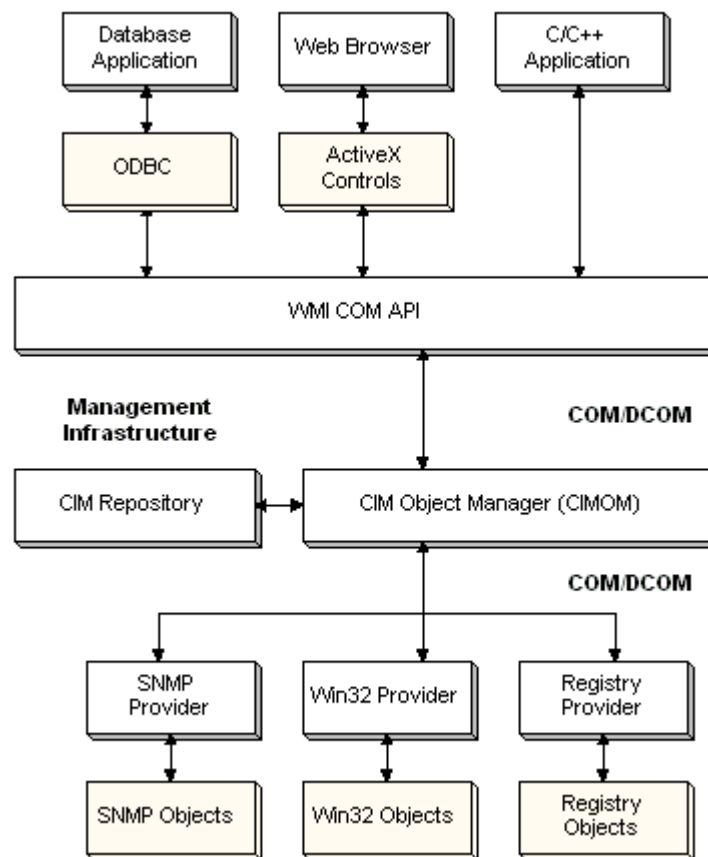 Database
Application
Web Browser
C/C++
Application
ODBC
ActiveX
Controls
WMI COM API
Management
Infrastructure
COM/DCOM
CIM Repository
CIM Object Manager (CIMOM)
COM/DCOM
SNMP
Provider
Win32 Provider
Registry
Provider
SNMP Objects
Win32 Objects
Registry
Objects